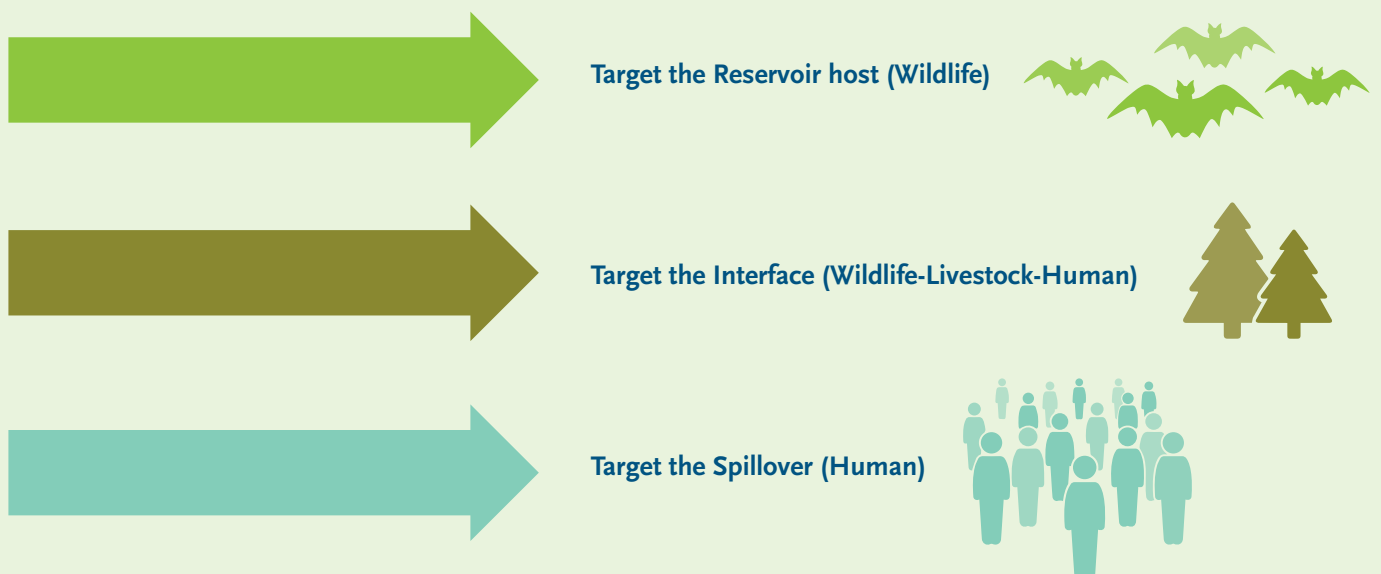 Target the Reservoir host (Wildlife)
Target the Interface (Wildlife-Livestock-Human)
Target the Spillover (Human)